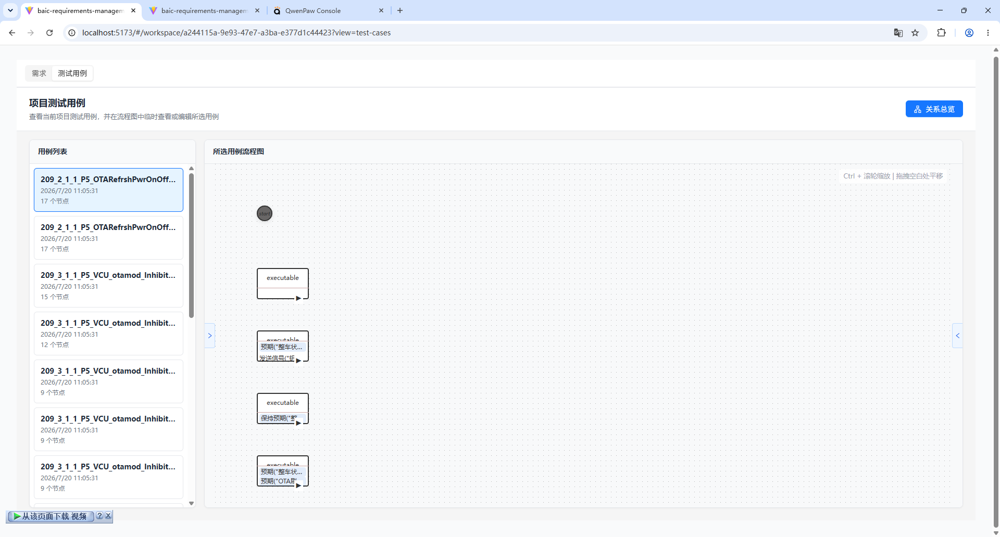 baic-requirements-managem
baic-requirements-managem
QwenPaw Console
localhost:5173/#/workspace/a244115a-9e93-47e7-a3ba-e377d1c44423?view=test-cases
需求
测试用例
项目测试用例
查看当前项目测试用例，并在流程图中临时查看或编辑所选用例
关系总览
用例列表
209_2_1_1_P5_OTARefrshPwrOnOff...
2026/7/20 11:05:31
17 个节点
209_2_1_1_P5_OTARefrshPwrOnOff...
2026/7/20 11:05:31
17 个节点
209_3_1_1_P5_VCU_otamod_Inhibit...
2026/7/20 11:05:31
15 个节点
209_3_1_1_P5_VCU_otamod_Inhibit...
2026/7/20 11:05:31
12 个节点
209_3_1_1_P5_VCU_otamod_Inhibit...
2026/7/20 11:05:31
9 个节点
209_3_1_1_P5_VCU_otamod_Inhibit...
2026/7/20 11:05:31
9 个节点
209_3_1_1_P5_VCU_otamod_Inhibit...
2026/7/20 11:05:31
9 个节点
所选用例流程图
Ctrl + 滚轮缩放 | 拖拽空白处平移
start
executable
executable
预期("整车状...
发送信号("钥
executable
保持预期("整
executable
预期("整车状...
预期("OTA刷
从该页面下载 视频